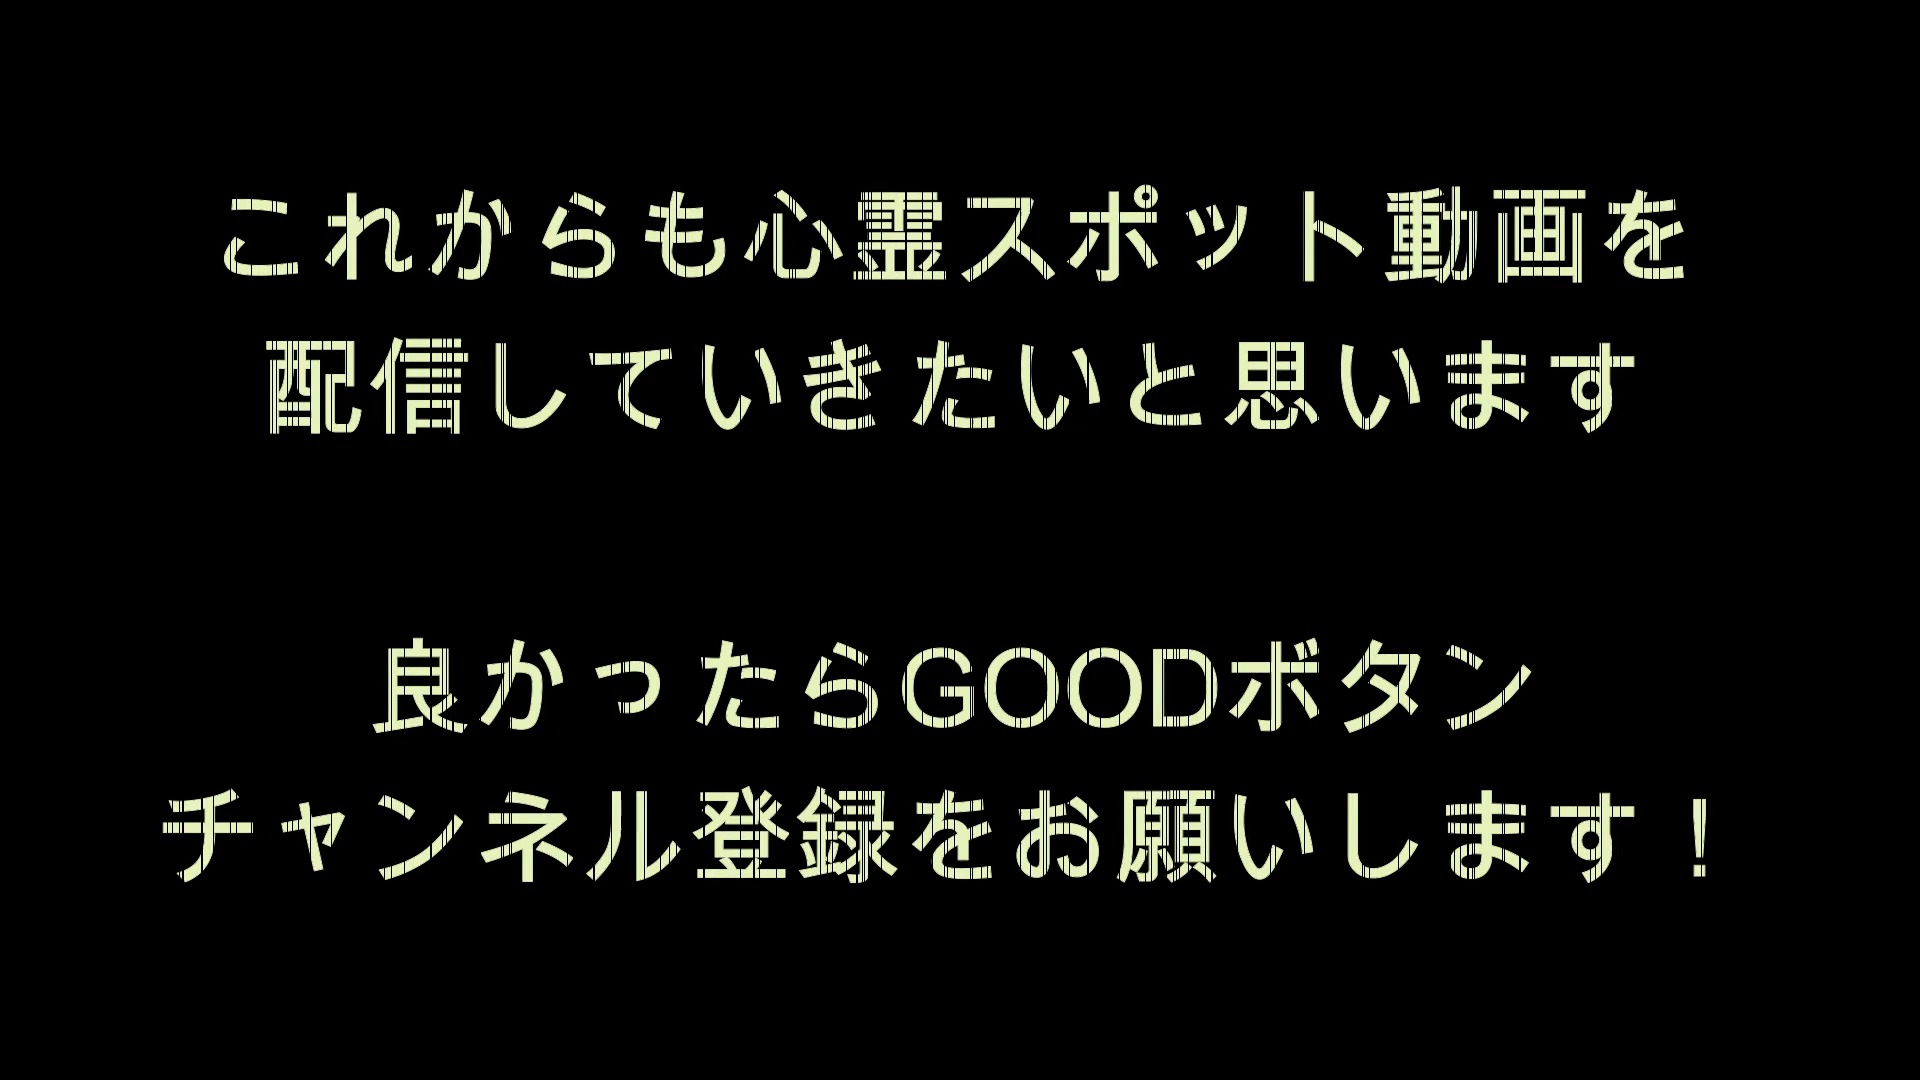 これからも心霊スポット動画を
配信していきたいと思います
良かったらGOODボタン
チャンネル登録をお願いします！